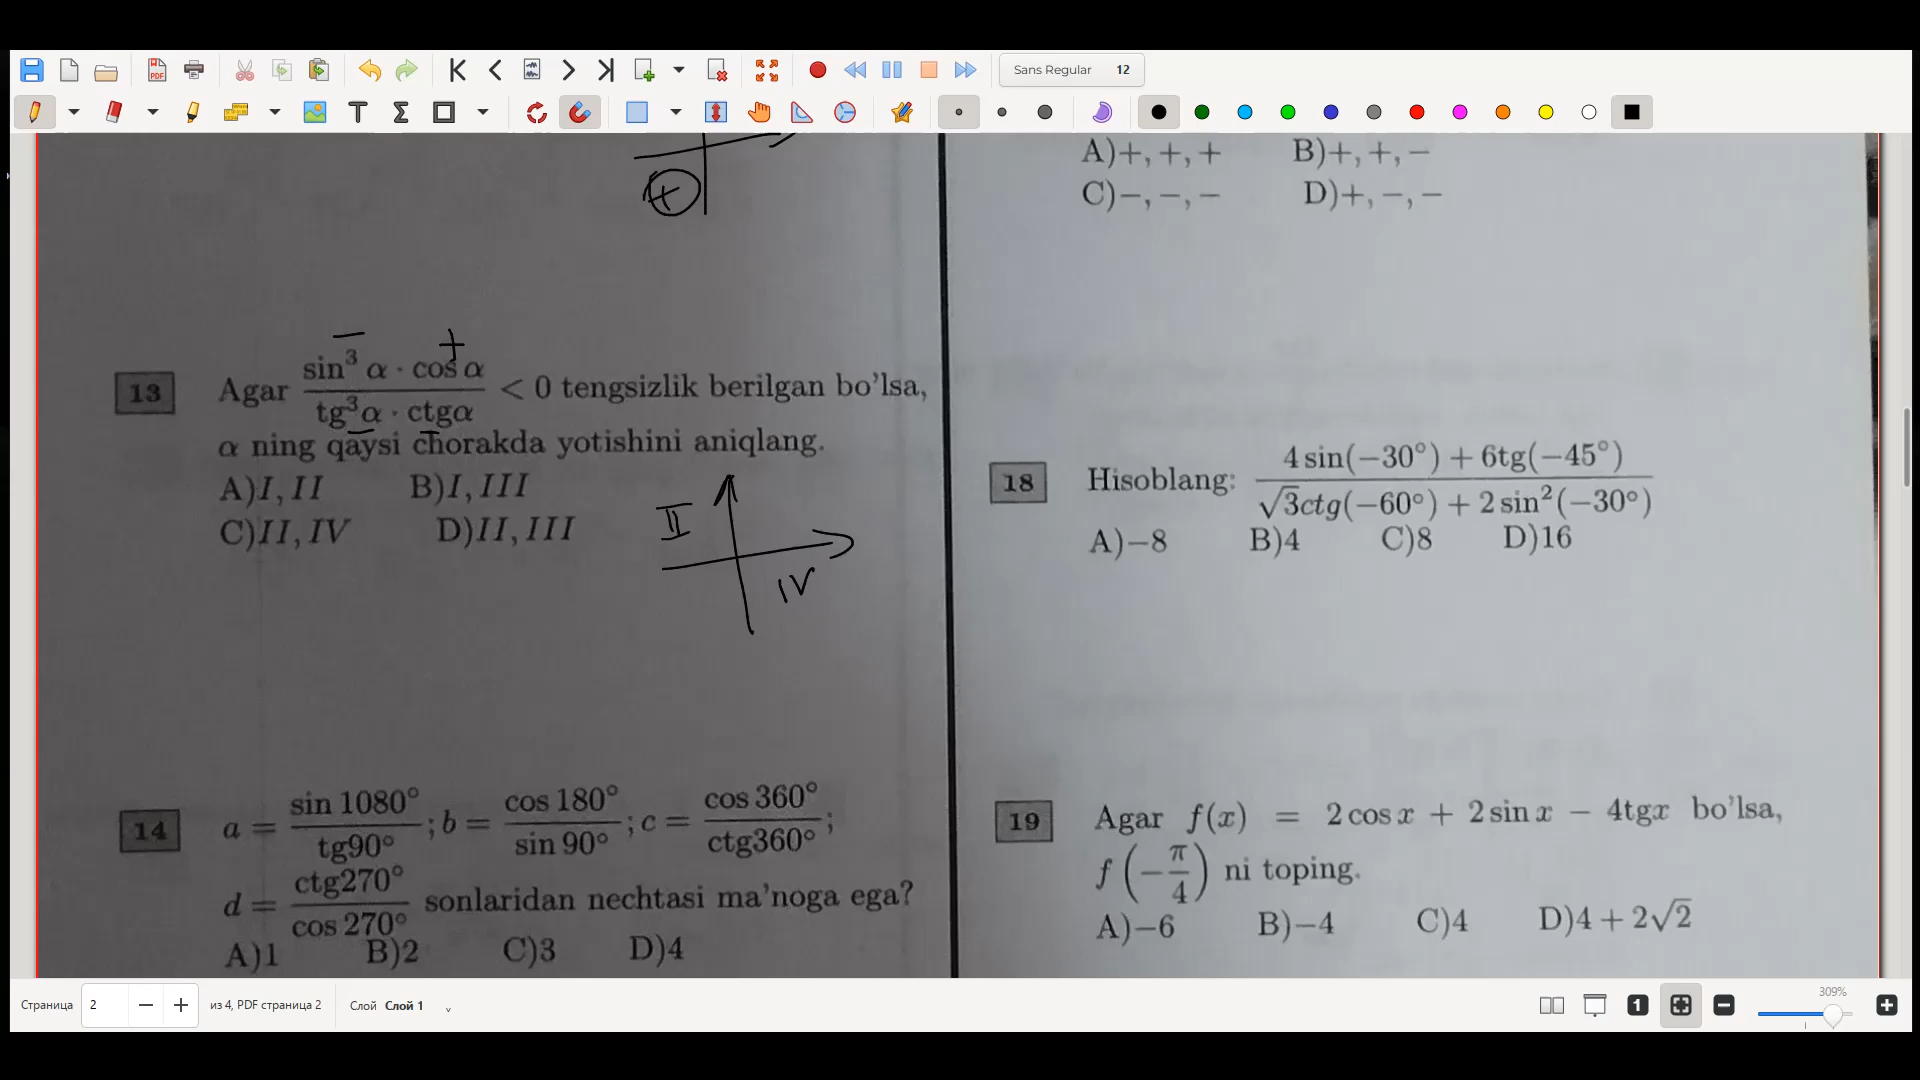 Sans Regular 12
A)+, +, + B)+, +, −
C)−, −, − D)+, −, −
+
− +
13 Agar sin³ α · cos α / tg³α · ctgα < 0 tengsizlik berilgan bo'lsa,
− −
α ning qaysi chorakda yotishini aniqlang.
A)I, II B)I, III
C)II, IV D)II, III
II
IV
14 a = sin 1080° / tg90° ; b = cos 180° / sin 90° ; c = cos 360° / ctg360° ;
d = ctg270° / cos 270° sonlaridan nechtasi ma'noga ega?
A)1 B)2 C)3 D)4
18 Hisoblang: 4 sin(−30°) + 6tg(−45°) / √3ctg(−60°) + 2 sin²(−30°)
A)−8 B)4 C)8 D)16
19 Agar f(x) = 2 cos x + 2 sin x − 4tgx bo'lsa,
f(−π/4) ni toping.
A)−6 B)−4 C)4 D)4 + 2√2
Страница 2 из 4, PDF страница 2 Слой Слой 1 309%